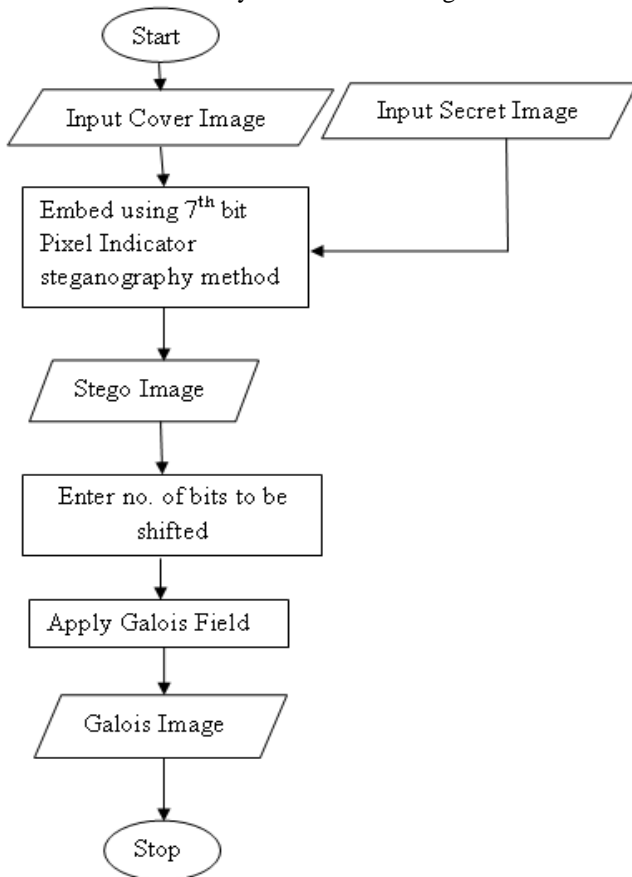 Start
Input Cover Image
Input Secret Image
Embed using 7th bit
Pixel Indicator
steganography method
Stego Image
Enter no. of bits to be
shifted
Apply Galois Field
Galois Image
Stop